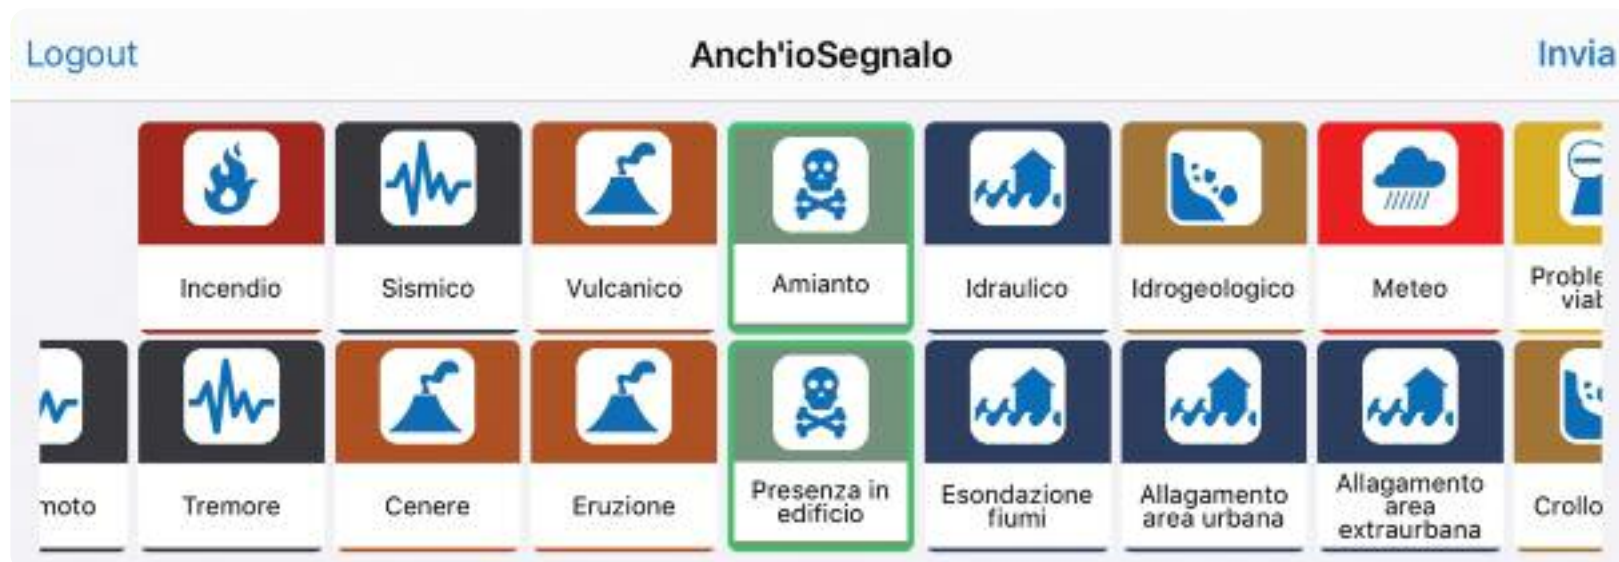 Logout Anch'ioSegnalo Invia
Incendio Sismico Vulcanico Amianto Idraulico Idrogeologico Meteo
Tremore Cenere Eruzione Presenza in
edificio Esondazione
fiumi Allagamento
area urbana Allagamento
area
extraurbana Crollo